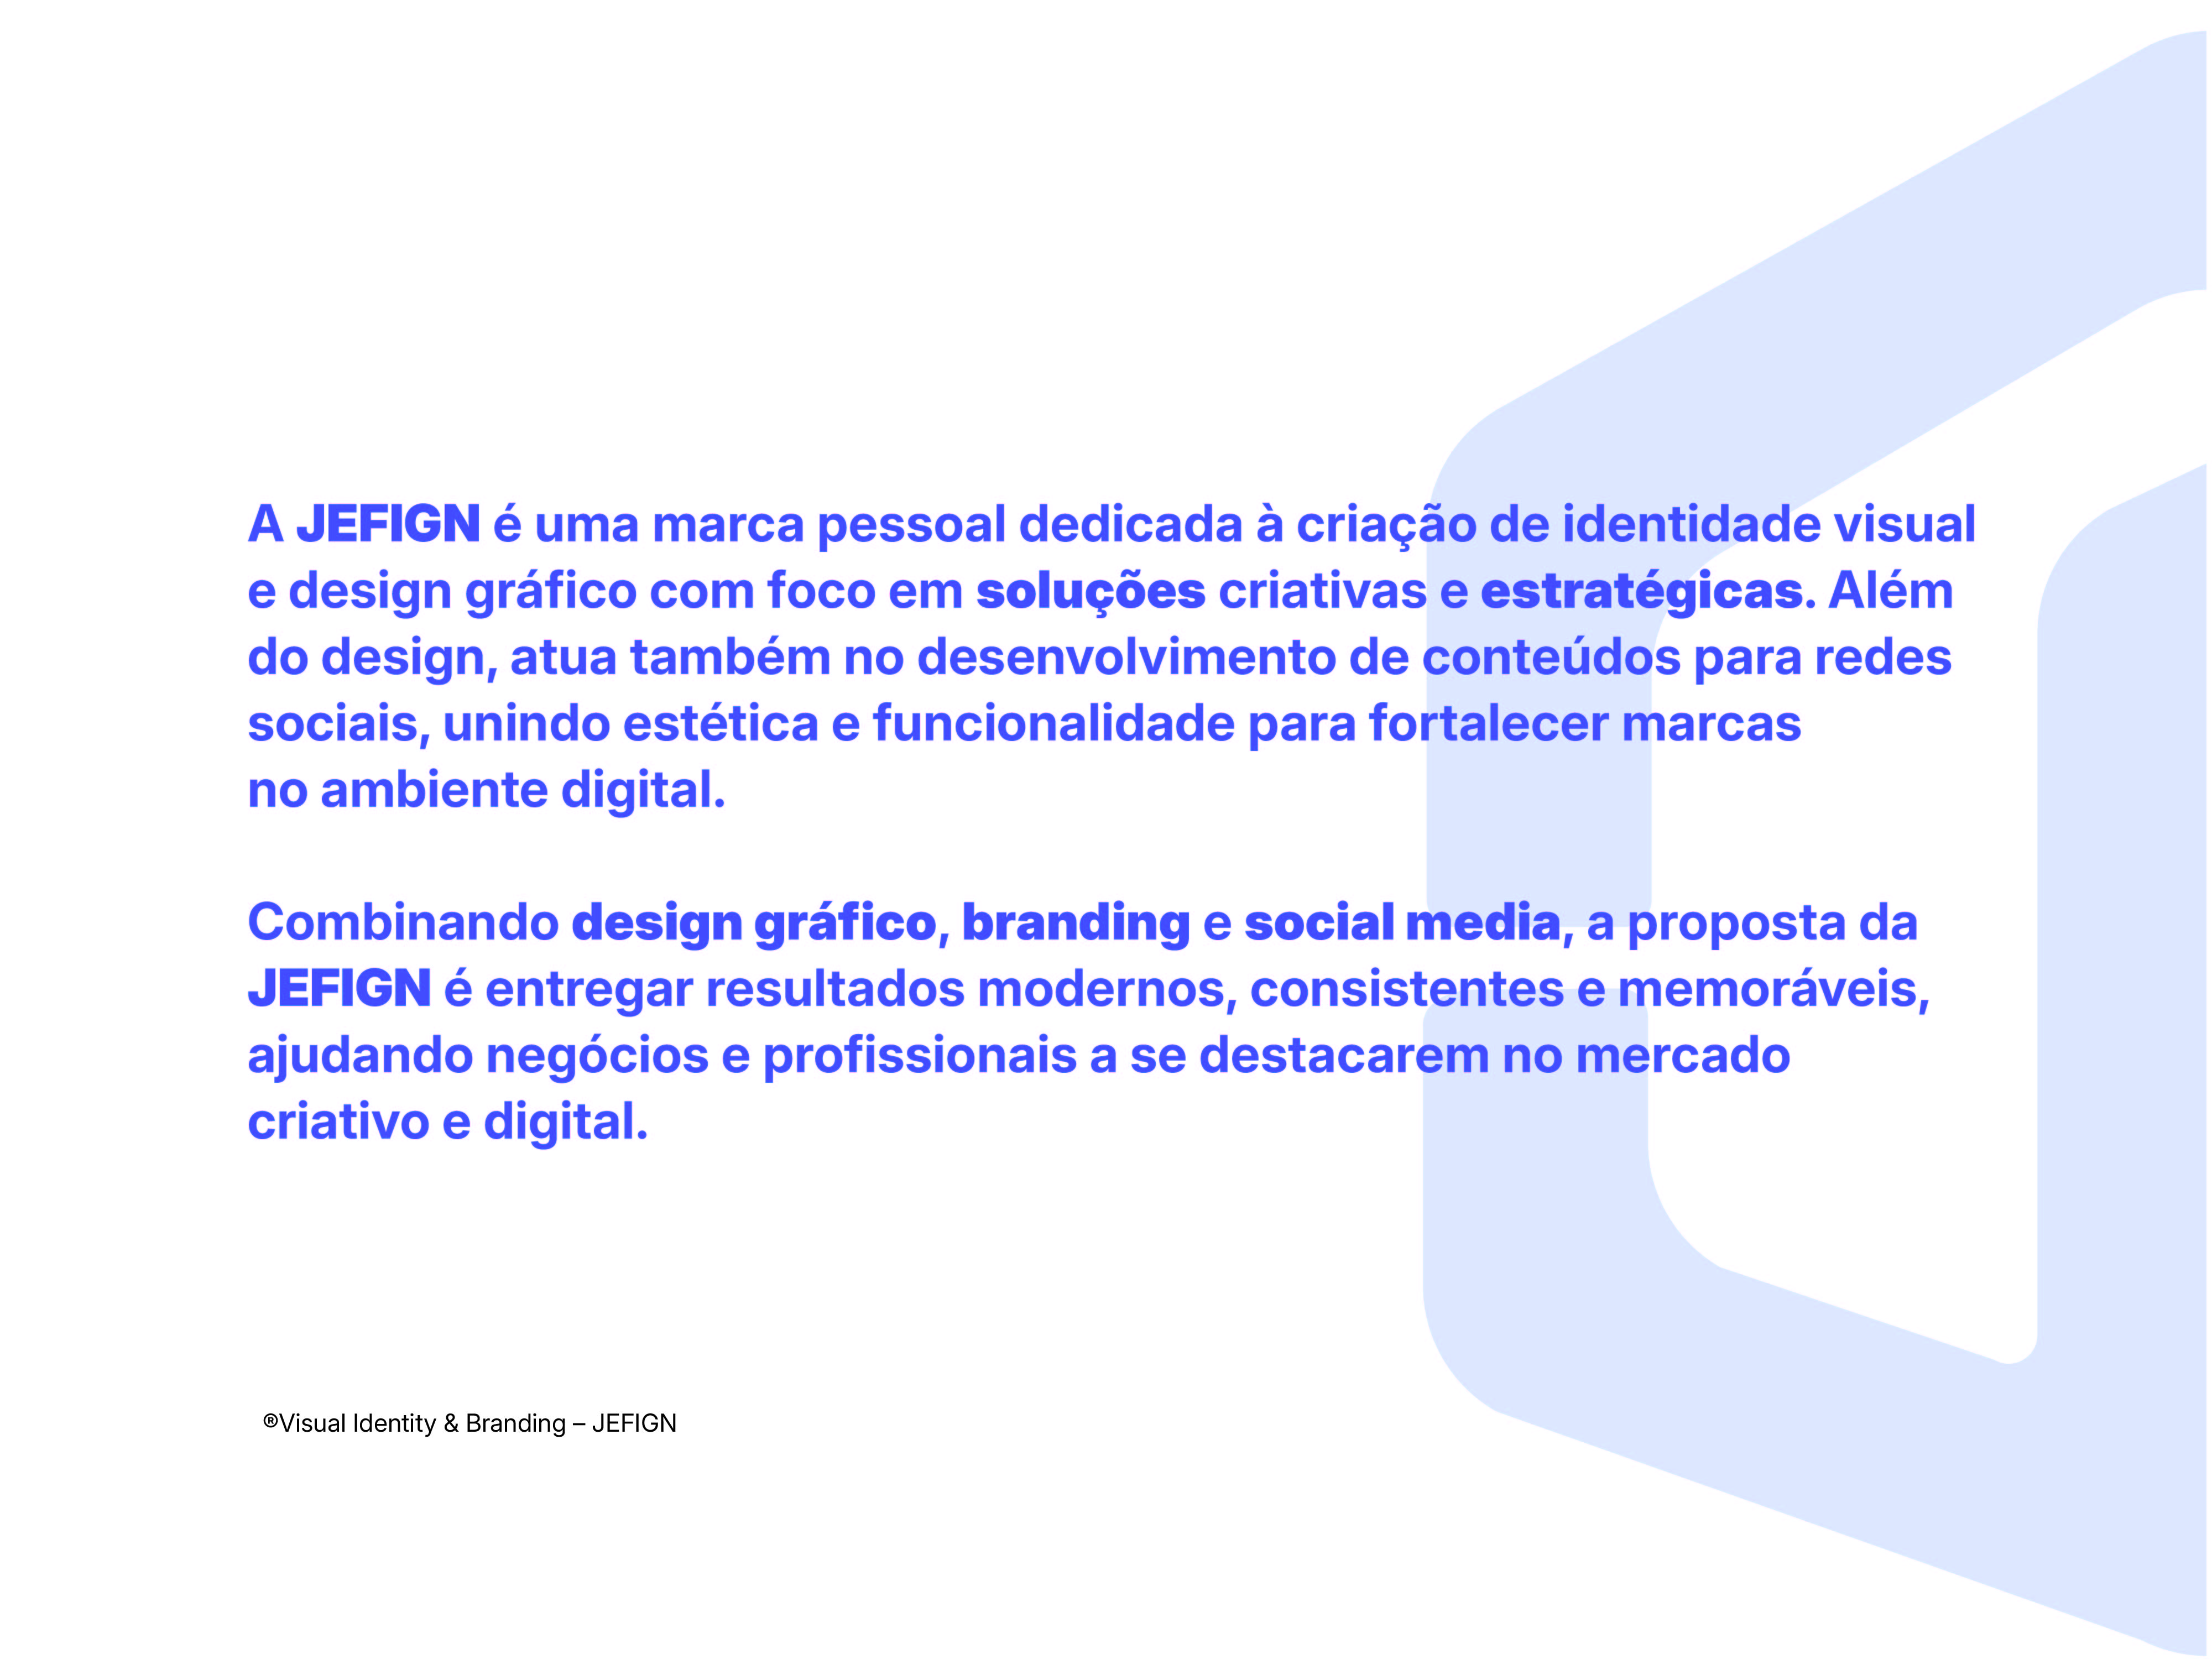 A JEFIGN é uma marca pessoal dedicada à criação de identidade visual
e design gráfico com foco em soluções criativas e estratégicas. Além
do design, atua também no desenvolvimento de conteúdos para redes
sociais, unindo estética e funcionalidade para fortalecer marcas
no ambiente digital.
Combinando design gráfico, branding e social media, a proposta da
JEFIGN é entregar resultados modernos, consistentes e memoráveis,
ajudando negócios e profissionais a se destacarem no mercado
criativo e digital.
®Visual Identity & Branding – JEFIGN